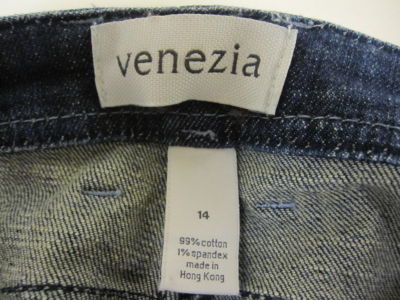 venezia
14
99% cotton
1% spandex
made in
Hong Kong